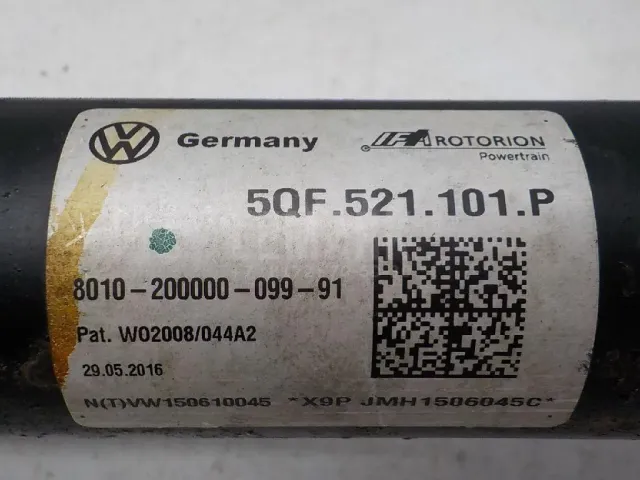 VW Germany IFA ROTORION
Powertrain
5QF.521.101.P
8010-200000-099-91
Pat. WO2008/044A2
29.05.2016
N(T)VW150610045 *X9P JMH1506045C*